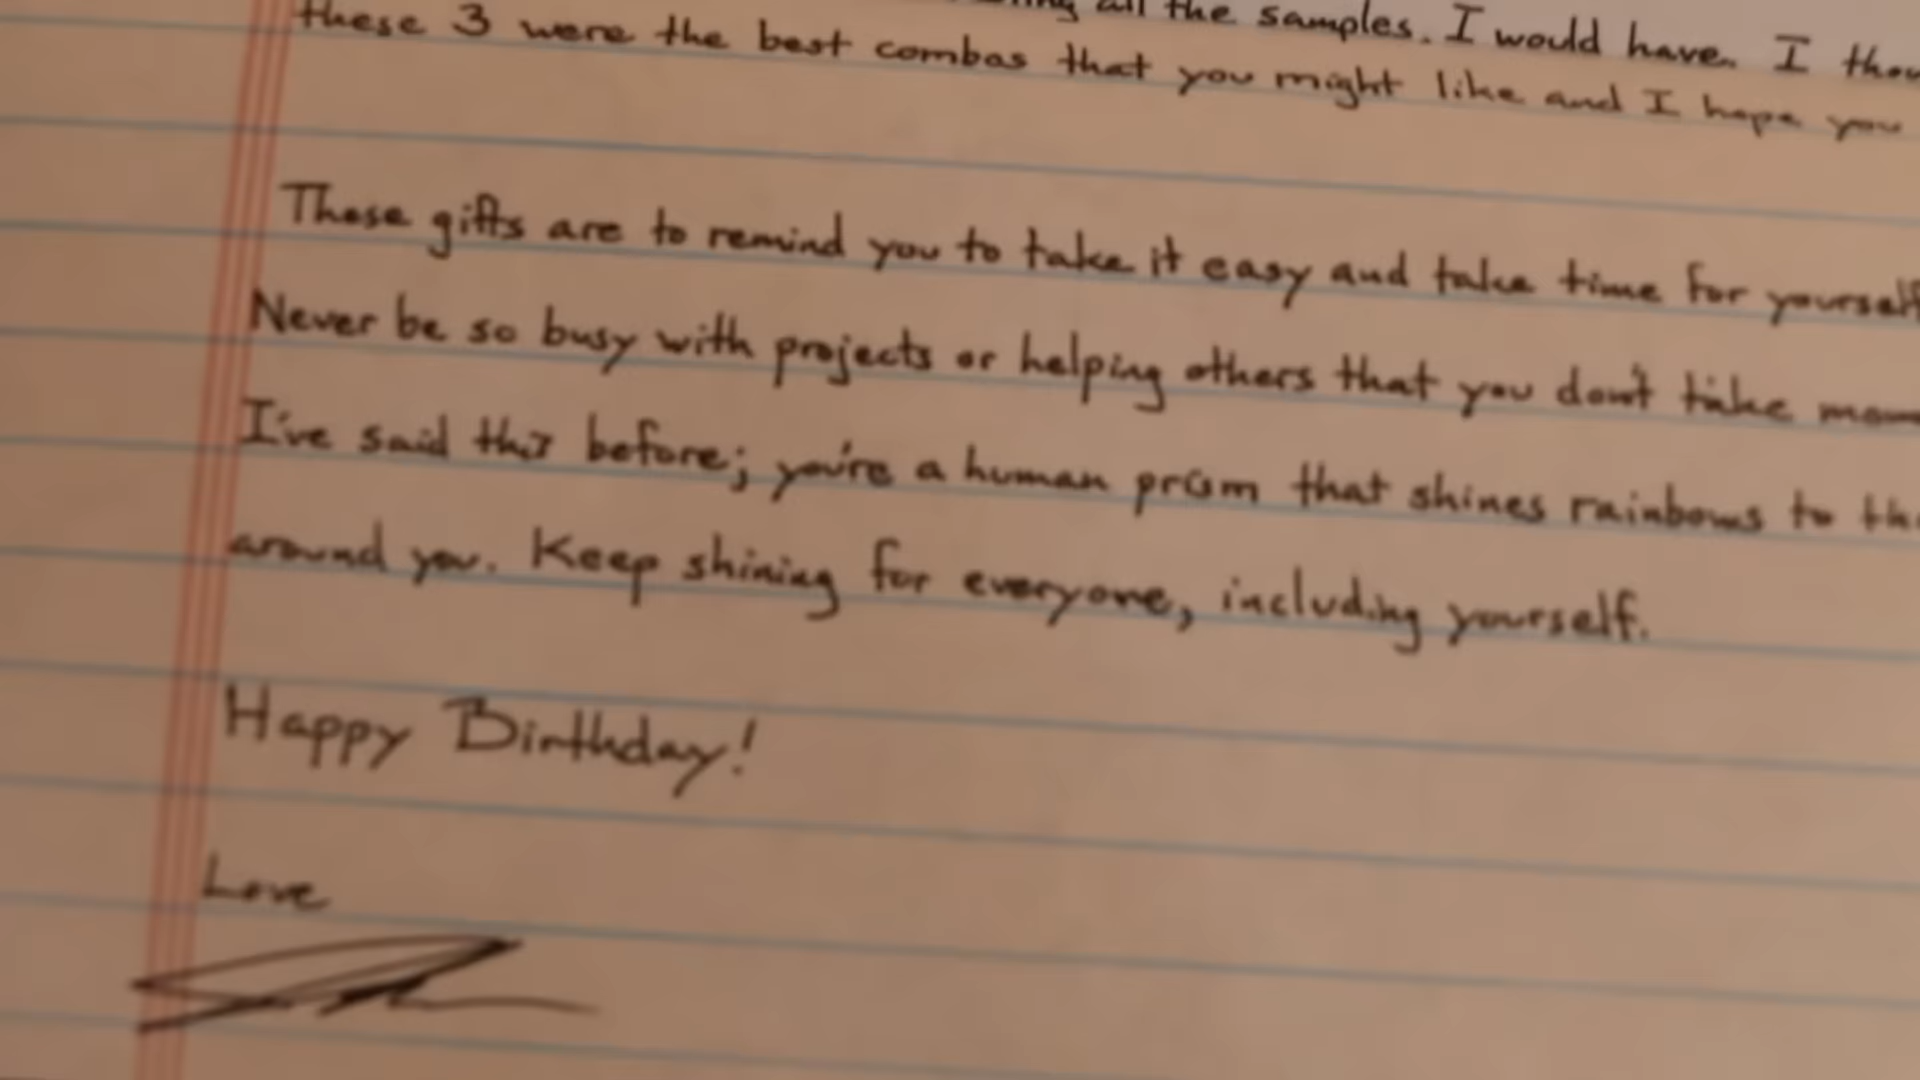 all the samples. I would have. I
these 3 were the best combos that you might like and I hope you
These gifts are to remind you to take it easy and take time for yourself
Never be so busy with projects or helping others that you don't take
I've said this before; you're a human prism that shines rainbows to
around you. Keep shining for everyone, including yourself.
Happy Birthday!
Love